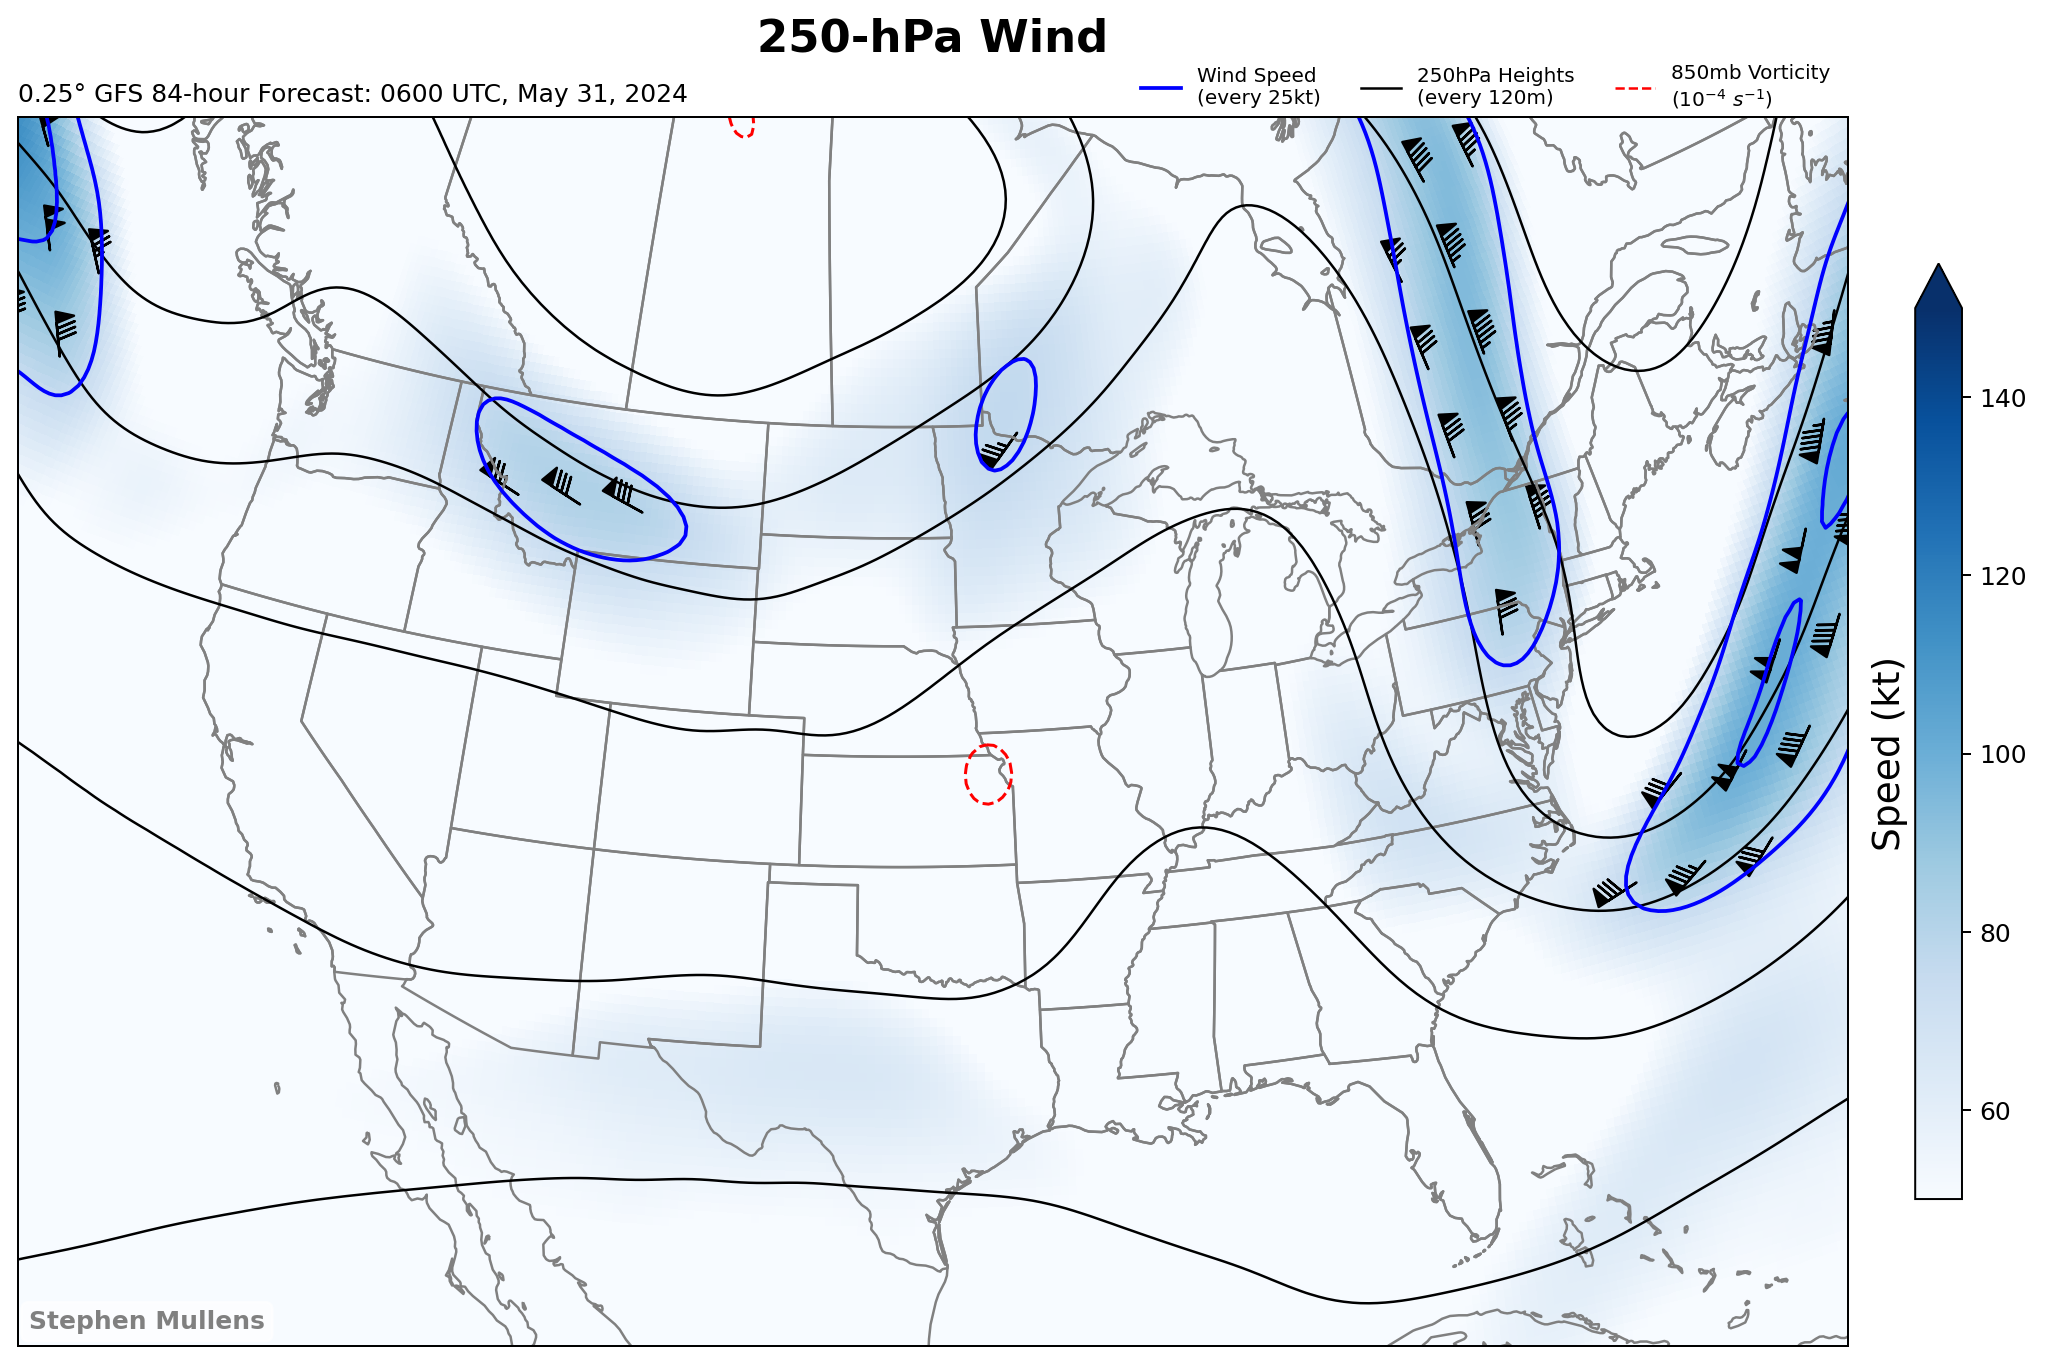 250-hPa Wind
0.25° GFS 84-hour Forecast: 0600 UTC, May 31, 2024
Wind Speed
(every 25kt)
250hPa Heights
(every 120m)
850mb Vorticity
(10⁻⁴ s⁻¹)
140
120
100
80
60
Speed (kt)
Stephen Mullens